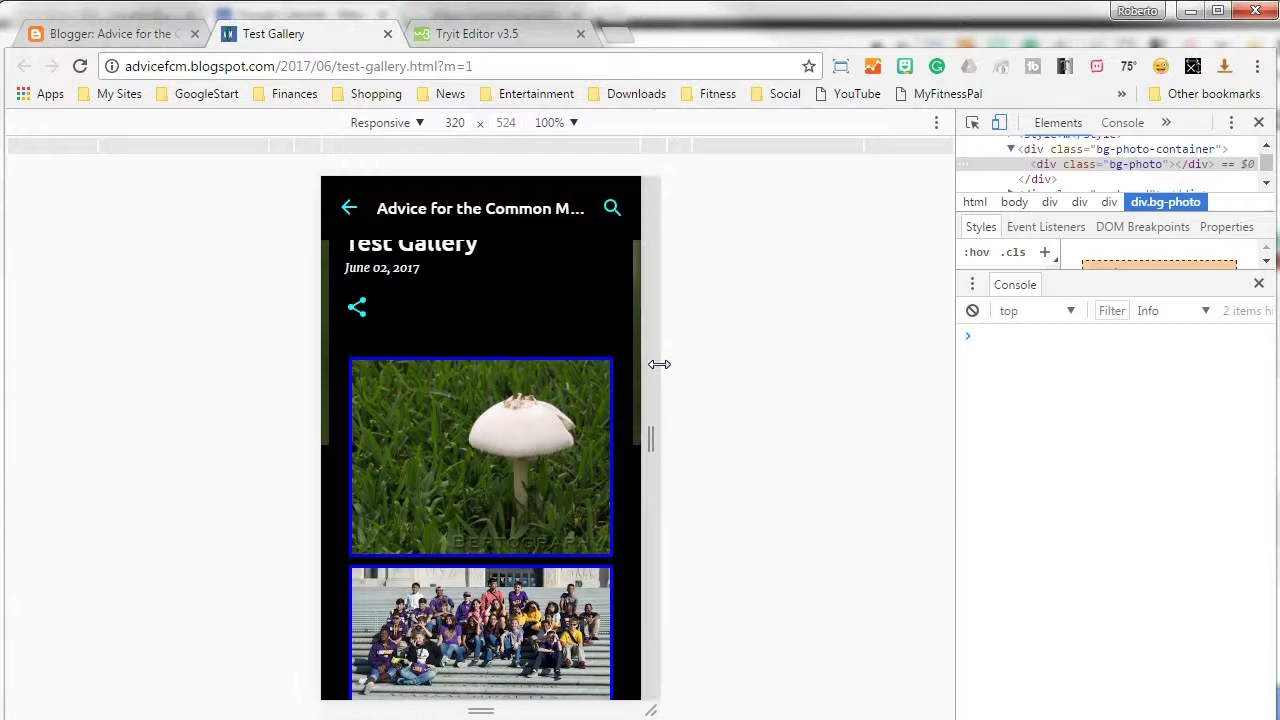 Roberto
Blogger: Advice for the C
Test Gallery
Tryit Editor v3.5
advicefcm.blogspot.com/2017/06/test-gallery.html?m=1
75°
Apps
My Sites
GoogleStart
Finances
Shopping
News
Entertainment
Downloads
Fitness
Social
YouTube
MyFitnessPal
»
Other bookmarks
Responsive ▼ 320 × 524 100% ▼
Elements Console »
<div class="bg-photo-container">
<div class="bg-photo"></div> == $0
</div>
html body div div div div.bg-photo
Styles Event Listeners DOM Breakpoints Properties
:hov .cls +
Console
top ▼ Filter Info ▼ 2 items h
Advice for the Common M...
Test Gallery
June 02, 2017
BERTOGRAPHY